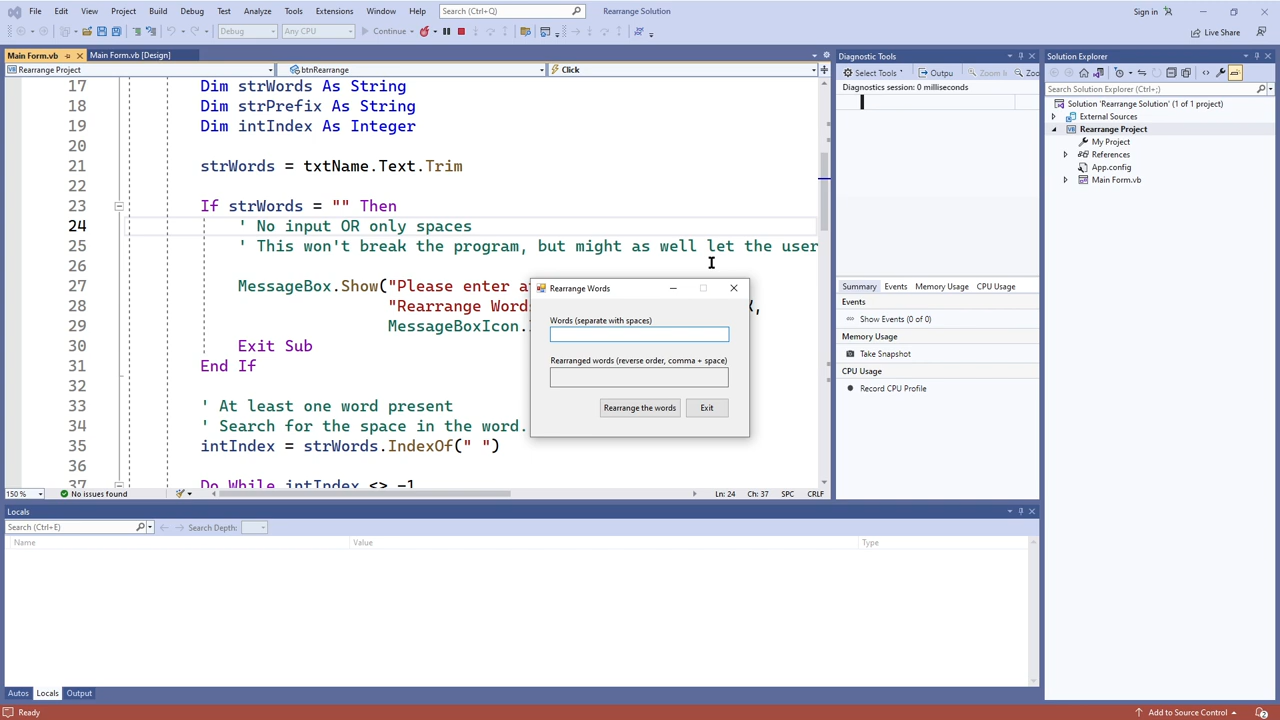 File Edit View Project Build Debug Test Analyze Tools Extensions Window Help Search (Ctrl+Q) Rearrange Solution Sign in
Debug Any CPU Continue Live Share
Main Form.vb Main Form.vb [Design]
Rearrange Project btnRearrange Click
17 Dim strWords As String
18 Dim strPrefix As String
19 Dim intIndex As Integer
20
21 strWords = txtName.Text.Trim
22
23 If strWords = "" Then
24 ' No input OR only spaces
25 ' This won't break the program, but might as well let the user
26
27 MessageBox.Show("Please enter
28 "Rearrange Words
29 MessageBoxIcon.
30 Exit Sub
31 End If
32
33 ' At least one word present
34 ' Search for the space in the word.
35 intIndex = strWords.IndexOf(" ")
36
37 Do While intIndex <> -1
Rearrange Words
Words (separate with spaces)
Rearranged words (reverse order, comma + space)
Rearrange the words Exit
150 % No issues found Ln: 24 Ch: 37 SPC CRLF
Diagnostic Tools
Select Tools Outpu Zoom I Zoo
Diagnostics session: 0 milliseconds
Summary Events Memory Usage CPU Usage
Events
Show Events (0 of 0)
Memory Usage
Take Snapshot
CPU Usage
Record CPU Profile
Solution Explorer
Search Solution Explorer (Ctrl+;)
Solution 'Rearrange Solution' (1 of 1 project)
External Sources
Rearrange Project
My Project
References
App.config
Main Form.vb
Locals
Search (Ctrl+E) Search Depth:
Name Value Type
Autos Locals Output
Ready Add to Source Control 2